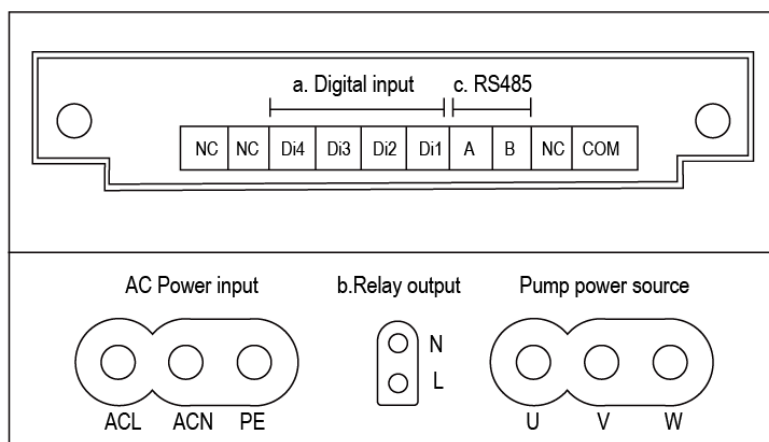 a. Digital input c. RS485
NC NC Di4 Di3 Di2 Di1 A B NC COM
AC Power input b.Relay output Pump power source
N
L
ACL ACN PE U V W